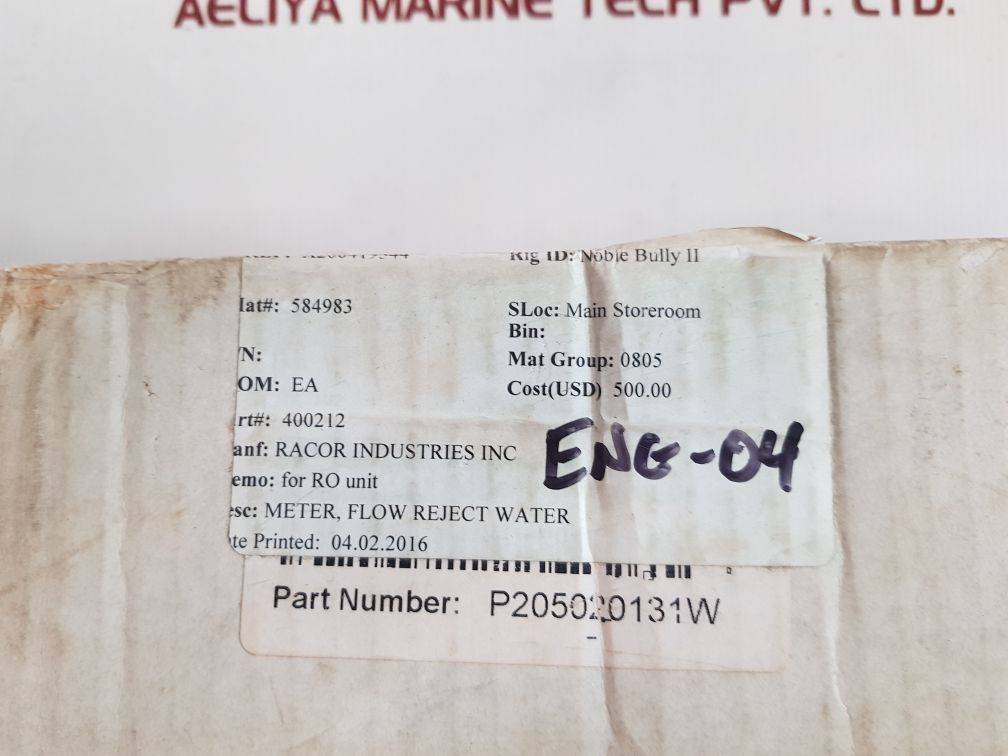 AELIYA MARINE TECH PVT. LTD.
Rig ID: Noble Bully II
lat#: 584983
SLoc: Main Storeroom
Bin:
/N:
Mat Group: 0805
OM: EA
Cost(USD) 500.00
rt#: 400212
anf: RACOR INDUSTRIES INC
ENG-04
emo: for RO unit
esc: METER, FLOW REJECT WATER
te Printed: 04.02.2016
Part Number: P205020131W